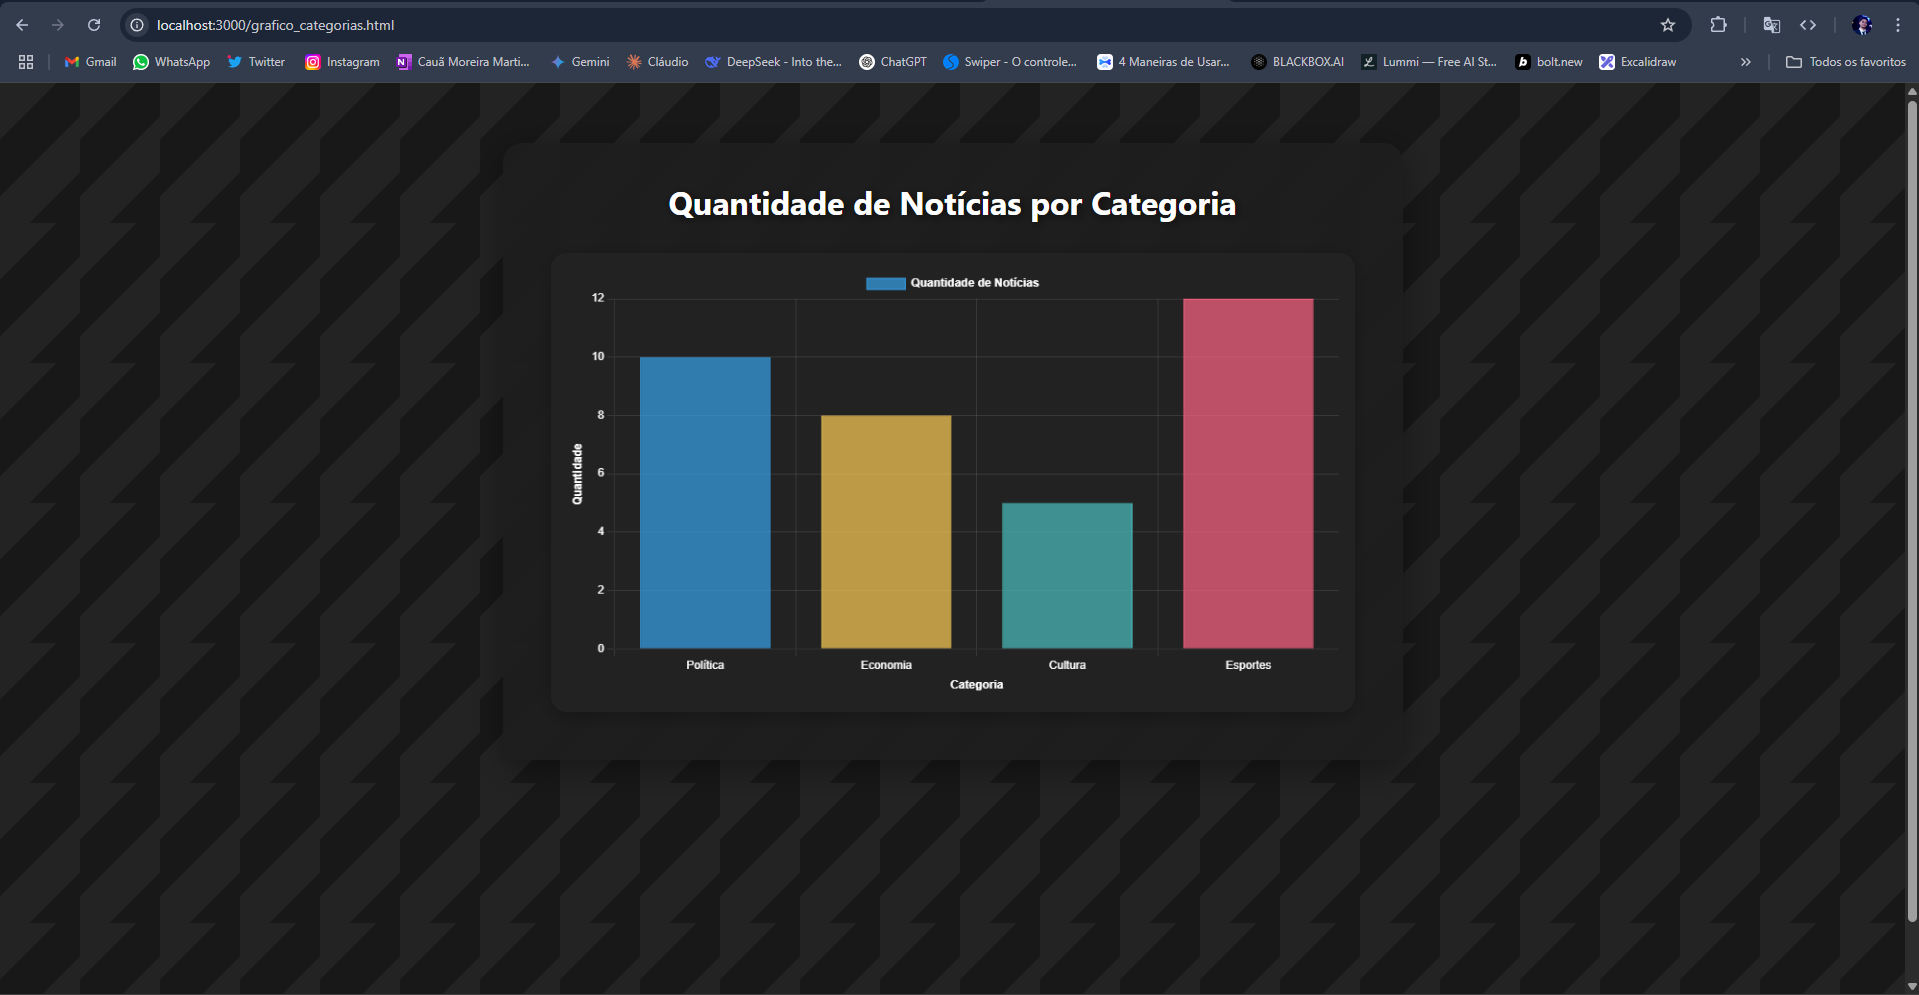 localhost:3000/grafico_categorias.html
Gmail WhatsApp Twitter Instagram Cauã Moreira Marti... Gemini Cláudio DeepSeek - Into the... ChatGPT Swiper - O controle... 4 Maneiras de Usar... BLACKBOX.AI Lummi — Free AI St... bolt.new Excalidraw Todos os favoritos
Quantidade de Notícias por Categoria
Quantidade de Notícias
12
10
8
6
4
2
0
Quantidade
Política Economia Cultura Esportes
Categoria